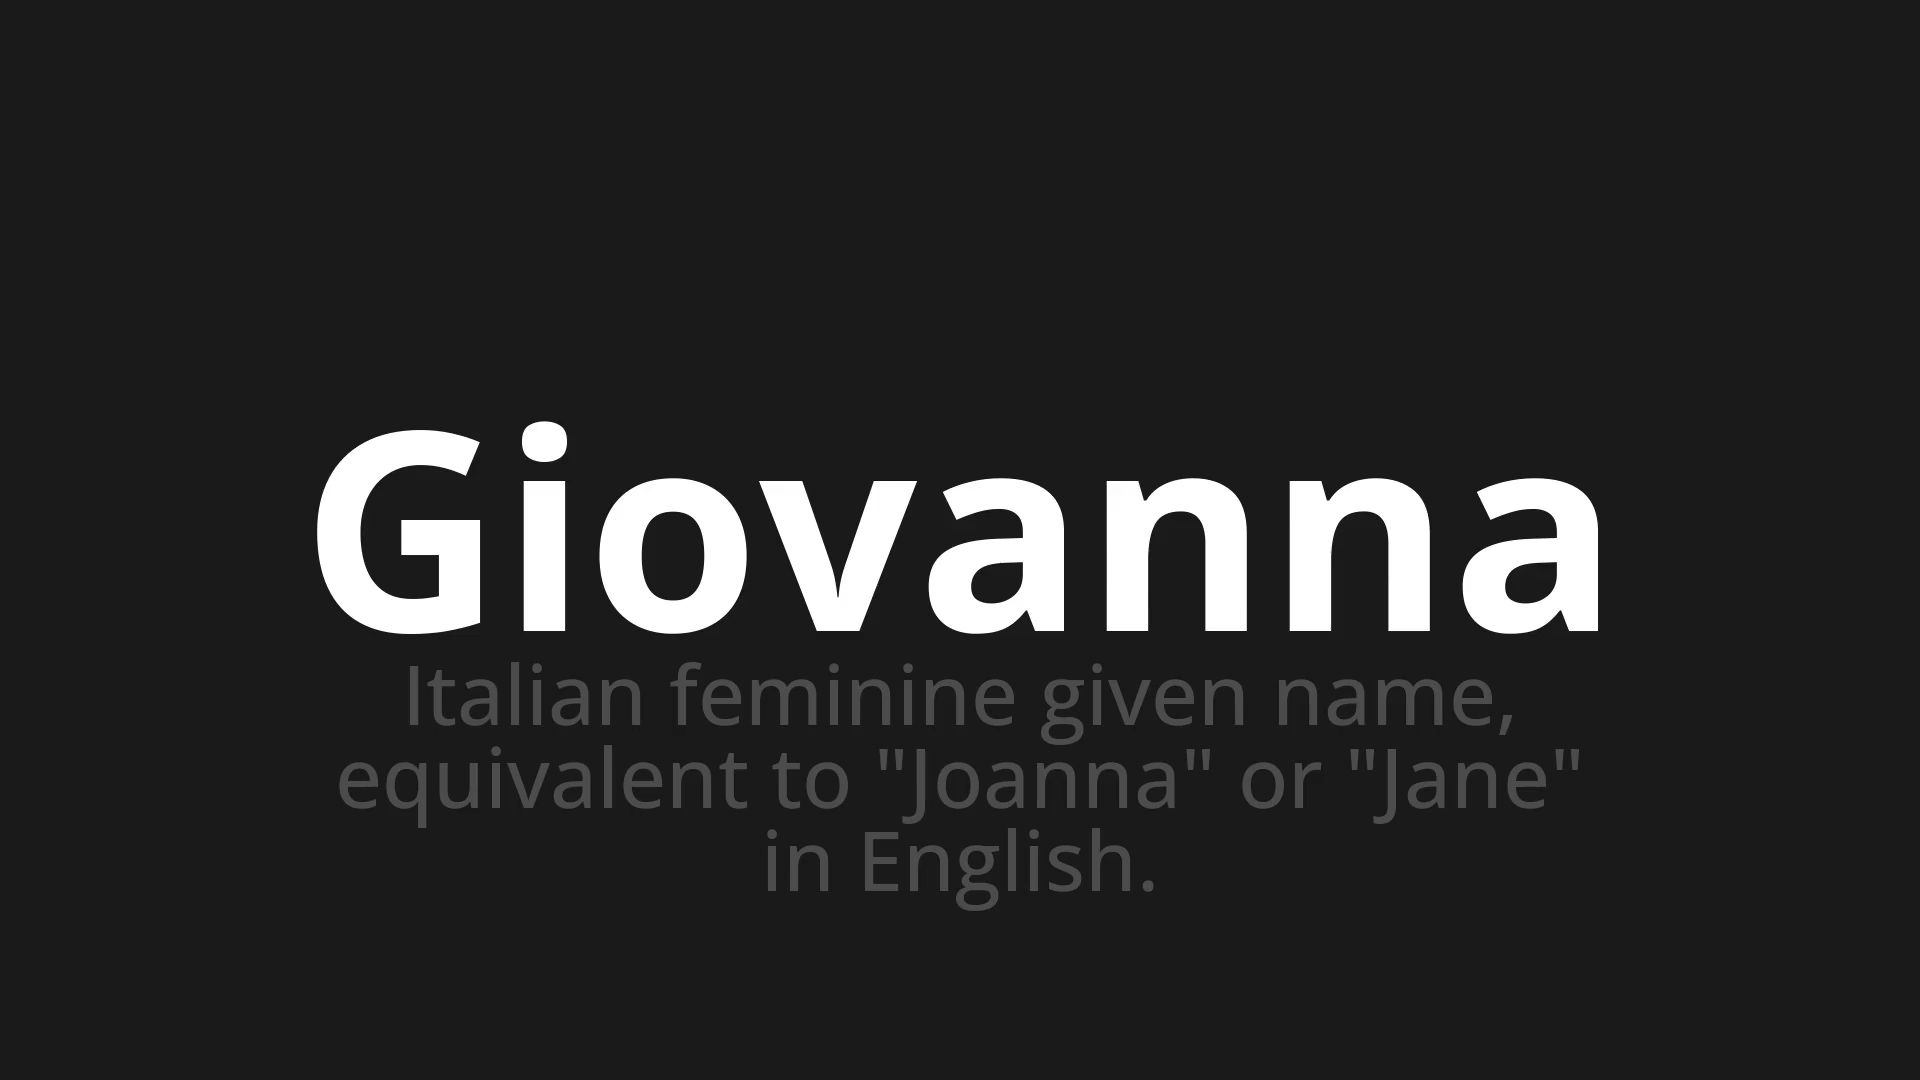 Giovanna
Italian feminine given name,
equivalent to "Joanna" or "Jane"
in English.